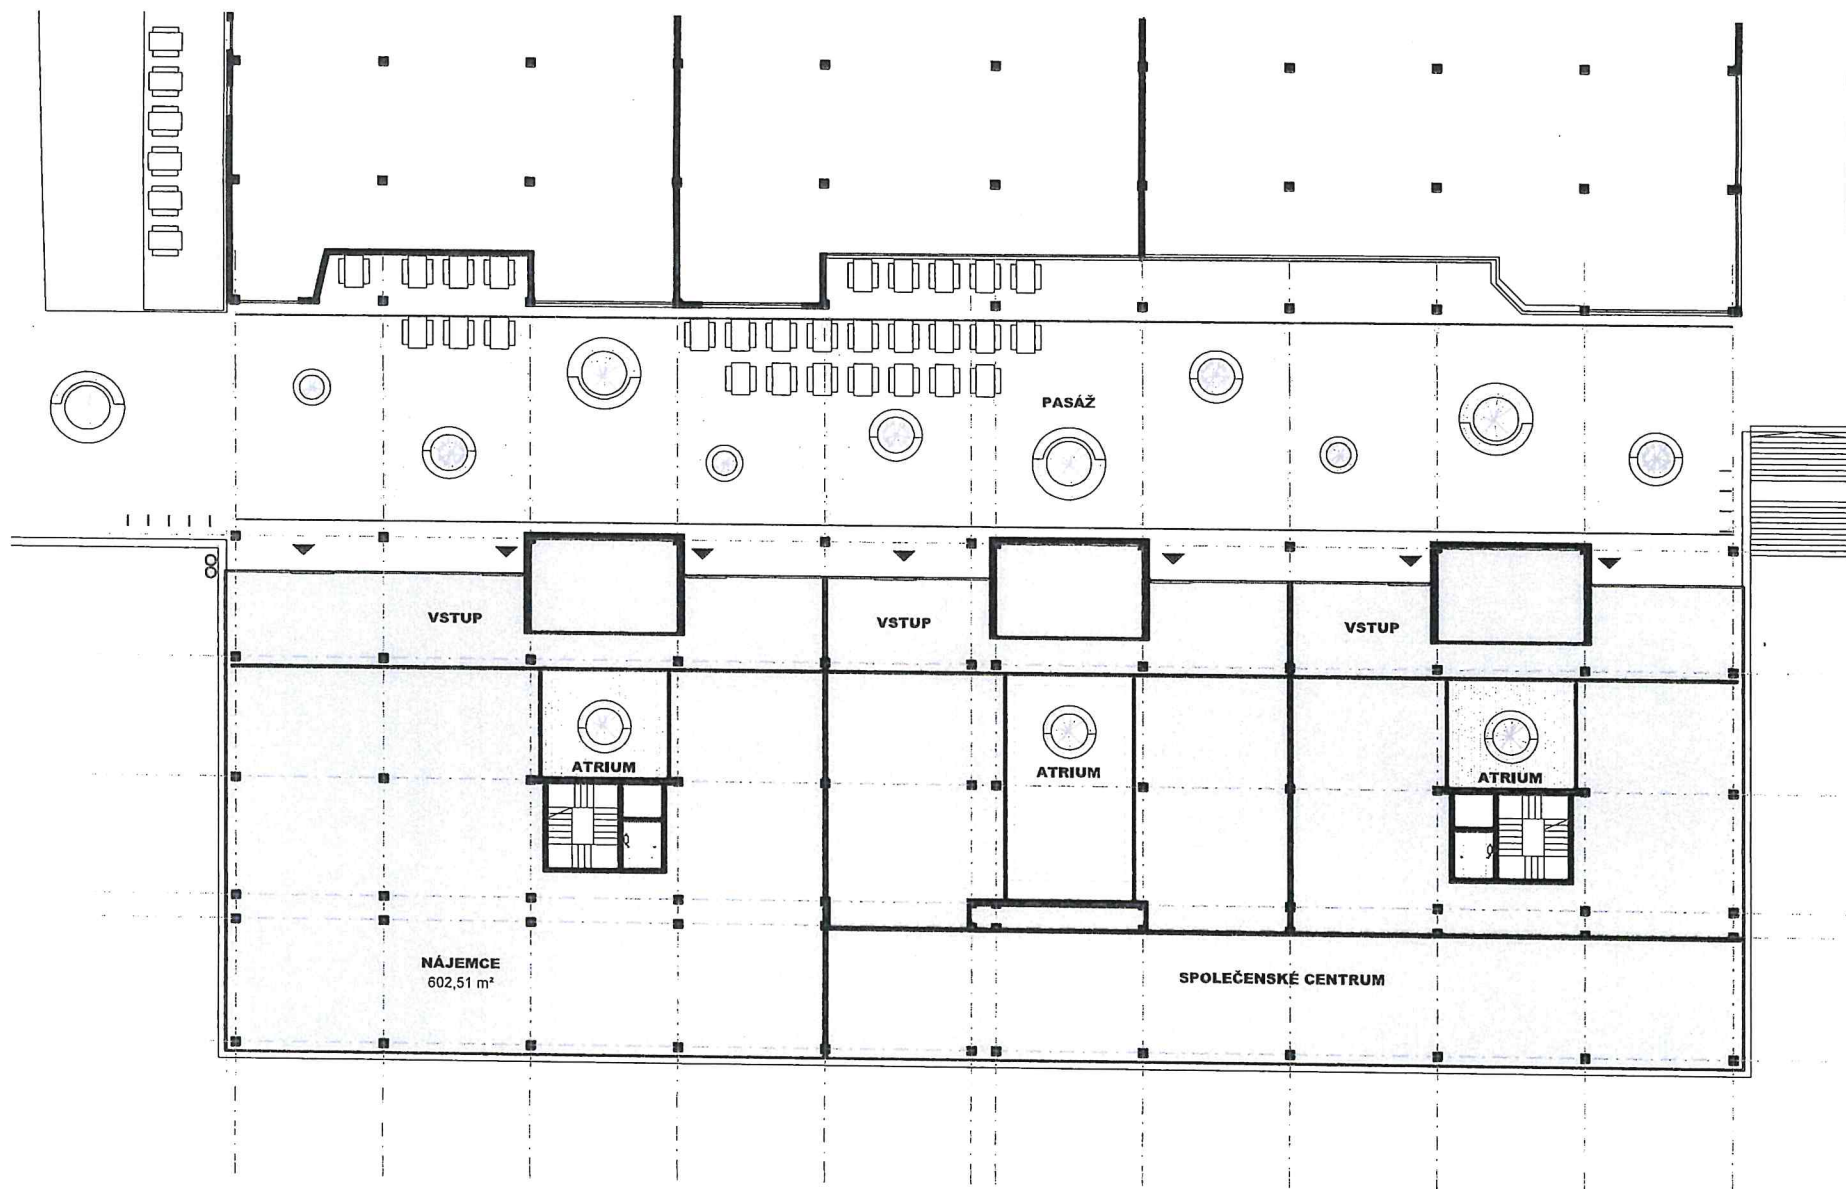 PASÁŽ
VSTUP
VSTUP
VSTUP
ATRIUM
ATRIUM
ATRIUM
NÁJEMCE
602,51 m²
SPOLEČENSKÉ CENTRUM